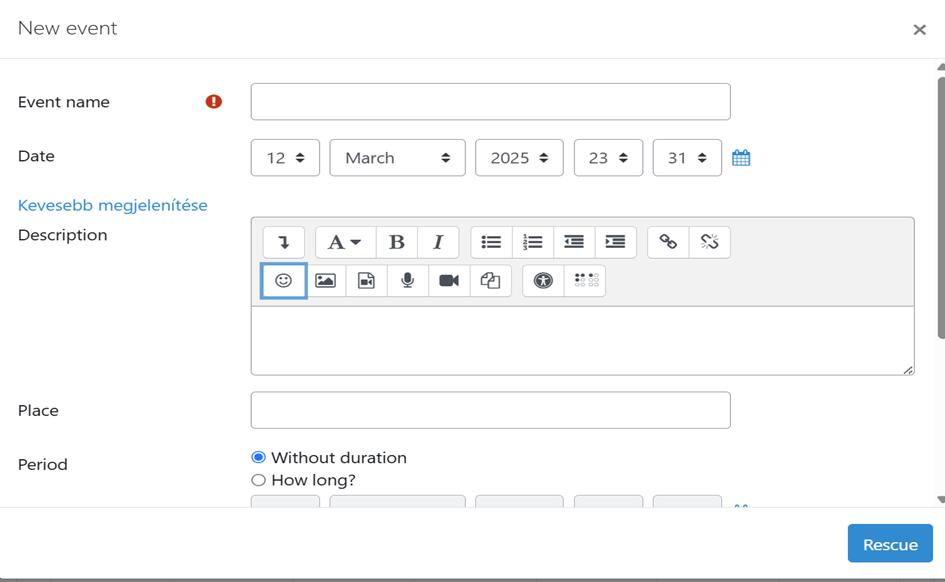 New event ×
Event name
Date 12 March 2025 23 31
Kevesebb megjelenítése
Description
A B I
Place
Period Without duration
How long?
Rescue